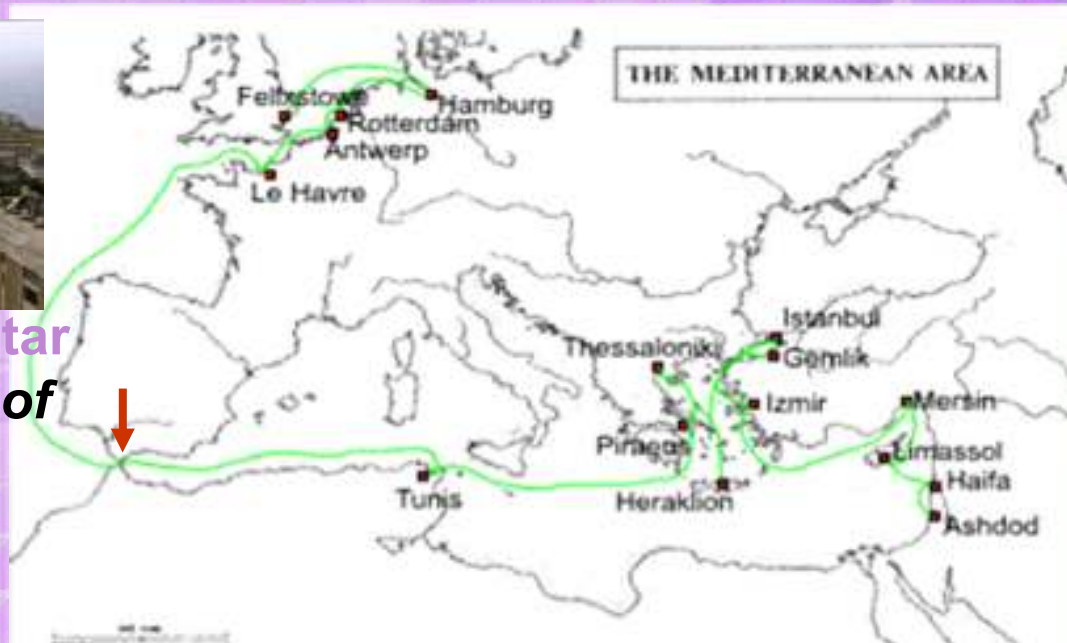 THE MEDITERRANEAN AREA
Felixstowe
Hamburg
Rotterdam
Antwerp
Le Havre
tar
of
Istanbul
Thessaloniki
Gemlik
Izmir
Mersin
Piraeus
Limassol
Tunis
Heraklion
Haifa
Ashdod